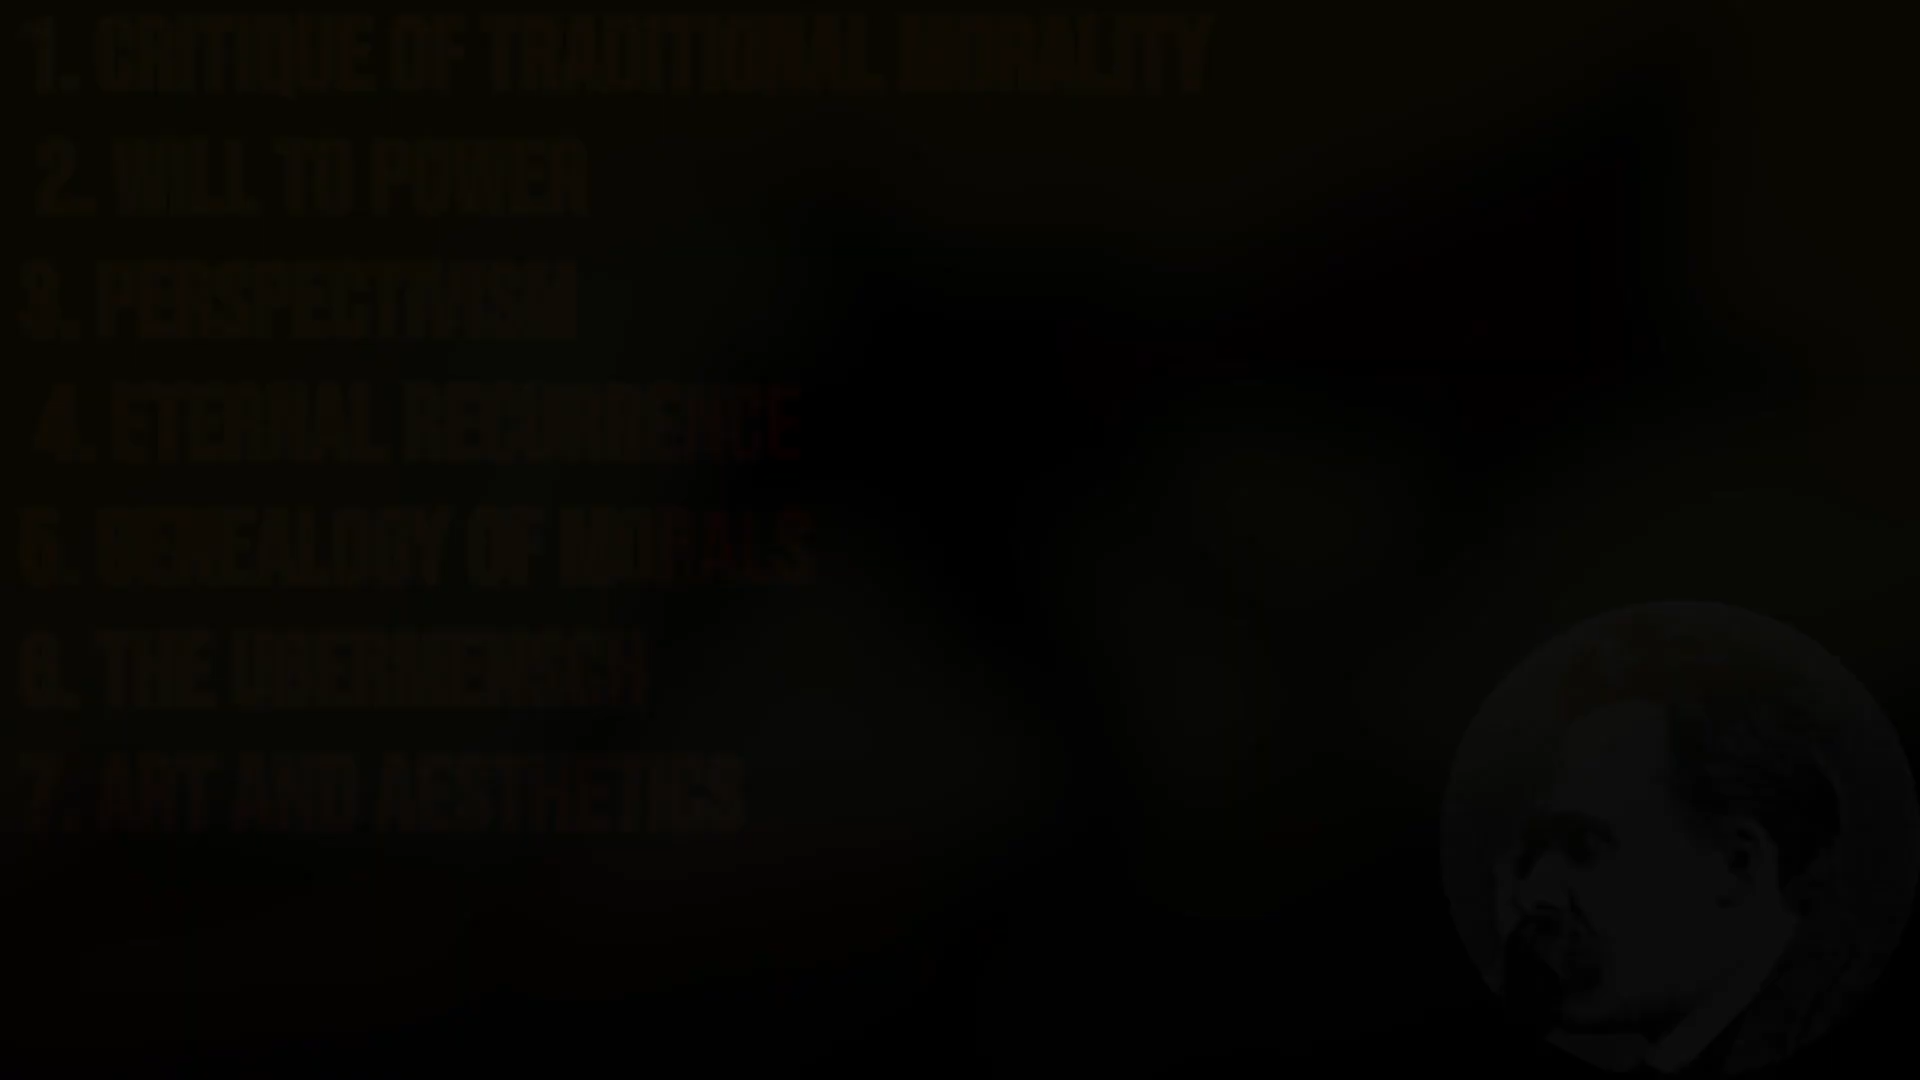 1. CRITIQUE OF TRADITIONAL MORALITY
2. WILL TO POWER
3. PERSPECTIVISM
4. ETERNAL RECURRENCE
5. GENEALOGY OF MORALS
6. THE UBERMENSCH
7. ART AND AESTHETICS